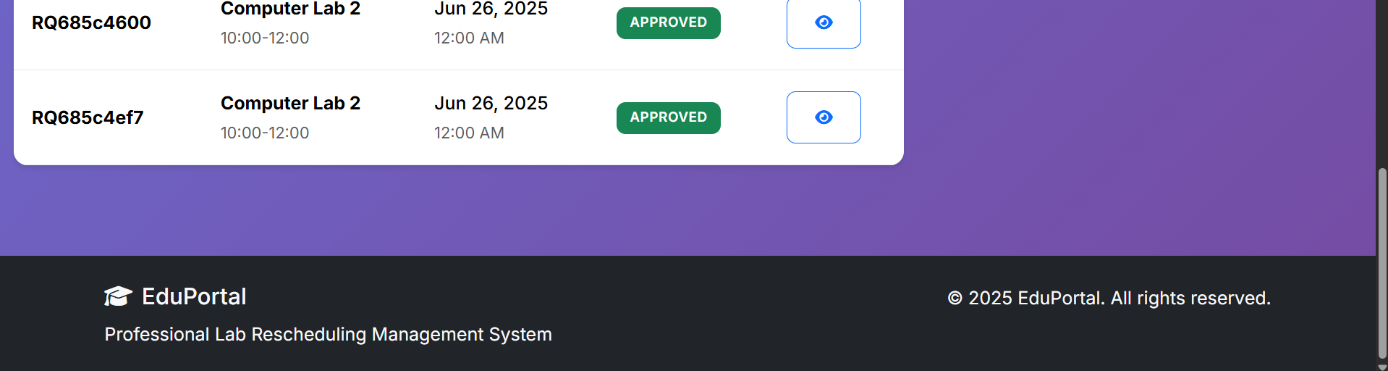 Computer Lab 2
Jun 26, 2025
RQ685c4600
APPROVED
10:00-12:00
12:00 AM
Computer Lab 2
Jun 26, 2025
RQ685c4ef7
APPROVED
10:00-12:00
12:00 AM
EduPortal
© 2025 EduPortal. All rights reserved.
Professional Lab Rescheduling Management System